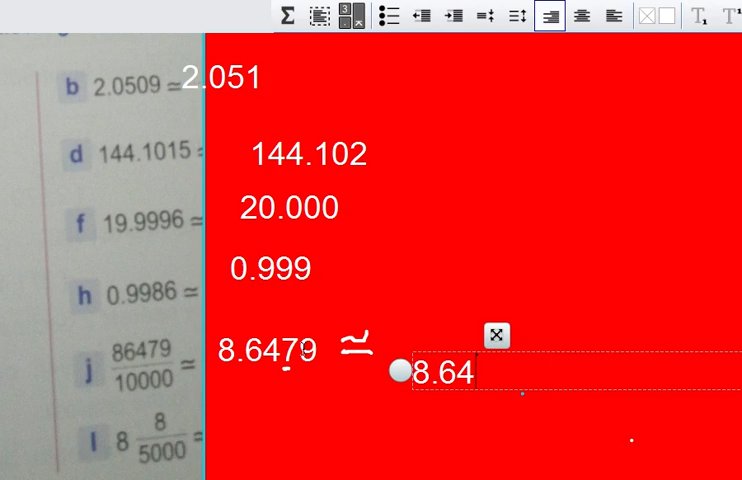 b 2.0509 ≃ 2.051
d 144.1015 ≃ 144.102
f 19.9996 ≃ 20.000
h 0.9986 ≃ 0.999
j 86479/10000 ≃ 8.6479 ≃ 8.64
l 8 8/5000 ≃